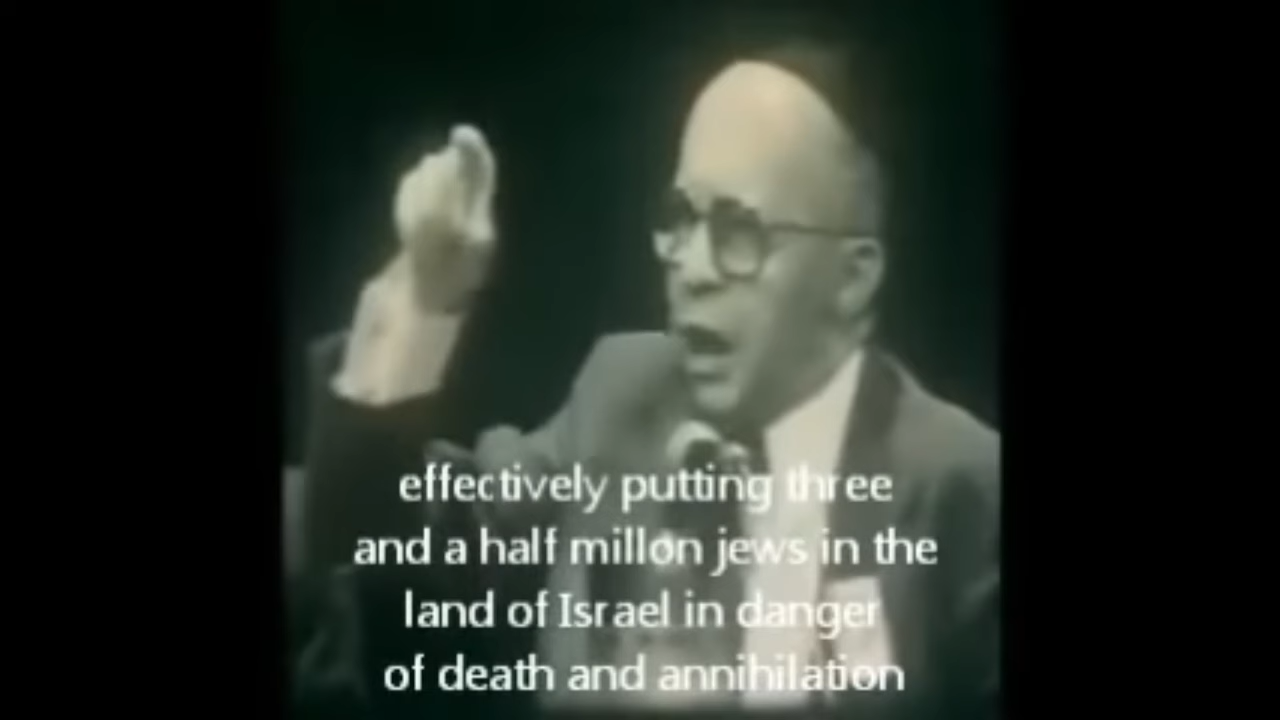 effectively putting three
and a half millon jews in the
land of Israel in danger
of death and annihilation